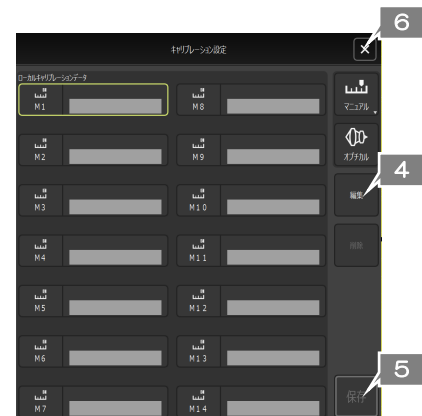 6
キャリブレーション設定
ローカルキャリブレーションデータ
M1
M8
マニュアル
M2
M9
オプチカル
4
M3
M10
編集
M4
M11
削除
M5
M12
M6
M13
5
M7
M14
保存